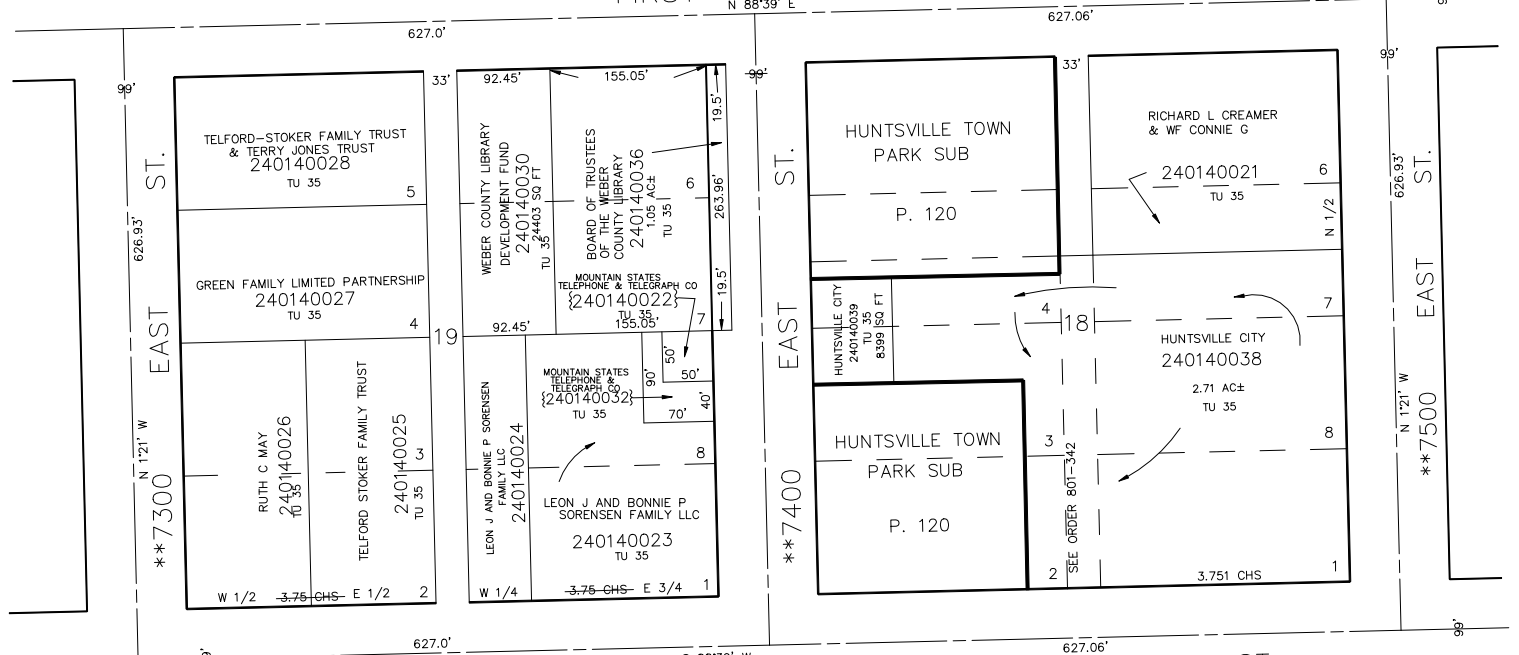 N 88°39' E
627.0'
627.06'
99'
33'
92.45'
155.05'
99'
33'
99'
TELFORD-STOKER FAMILY TRUST
& TERRY JONES TRUST
240140028
TU 35
5
WEBER COUNTY LIBRARY
DEVELOPMENT FUND
240140030
24403 SQ FT
TU 35
BOARD OF TRUSTEES
OF THE WEBER
COUNTY LIBRARY
240140036
1.05 AC±
TU 35
6
19.5'
263.96'
19.5'
HUNTSVILLE TOWN
PARK SUB
P. 120
RICHARD L CREAMER
& WF CONNIE G
240140021
TU 35
6
N 1/2
626.93'
626.93'
GREEN FAMILY LIMITED PARTNERSHIP
240140027
TU 35
4
19
MOUNTAIN STATES
TELEPHONE & TELEGRAPH CO
{240140022}
TU 35
7
92.45'
155.05'
HUNTSVILLE CITY
240140039
TU 35
8399 SQ FT
4
18
7
HUNTSVILLE CITY
240140038
2.71 AC±
TU 35
RUTH C MAY
240140026
TU 35
TELFORD STOKER FAMILY TRUST
240140025
TU 35
3
LEON J AND BONNIE P SORENSEN
FAMILY LLC
240140024
MOUNTAIN STATES
TELEPHONE &
TELEGRAPH CO
{240140032}
TU 35
90'
50'
50'
40'
70'
8
LEON J AND BONNIE P
SORENSEN FAMILY LLC
240140023
TU 35
HUNTSVILLE TOWN
PARK SUB
P. 120
3
SEE ORDER 801-342
8
N 1°21' W
**7300 EAST ST.
**7400 EAST ST.
N 1°21' W
**7500 EAST ST.
W 1/2
3.75 CHS
E 1/2
2
W 1/4
3.75 CHS
E 3/4
1
2
3.751 CHS
1
627.0'
627.06'
99'